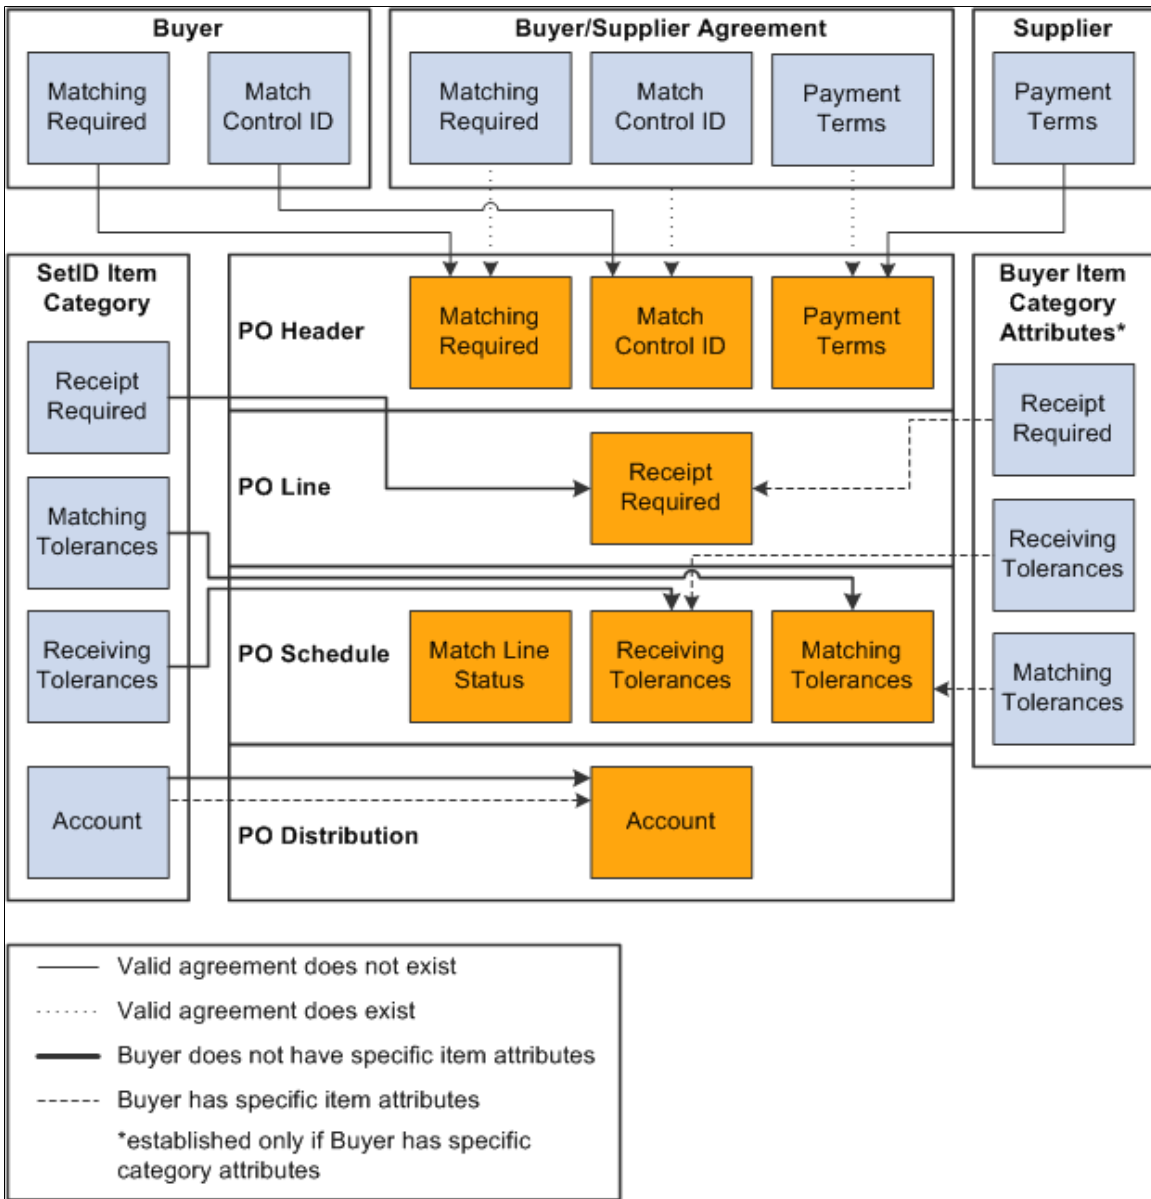 Buyer
Matching
Required
Match
Control ID
Buyer/Supplier Agreement
Matching
Required
Match
Control ID
Payment
Terms
Supplier
Payment
Terms
SetID Item
Category
Receipt
Required
Matching
Tolerances
Receiving
Tolerances
Account
PO Header
Matching
Required
Match
Control ID
Payment
Terms
PO Line
Receipt
Required
PO Schedule
Match Line
Status
Receiving
Tolerances
Matching
Tolerances
PO Distribution
Account
Buyer Item
Category
Attributes*
Receipt
Required
Receiving
Tolerances
Matching
Tolerances
Valid agreement does not exist
Valid agreement does exist
Buyer does not have specific item attributes
Buyer has specific item attributes
*established only if Buyer has specific
category attributes